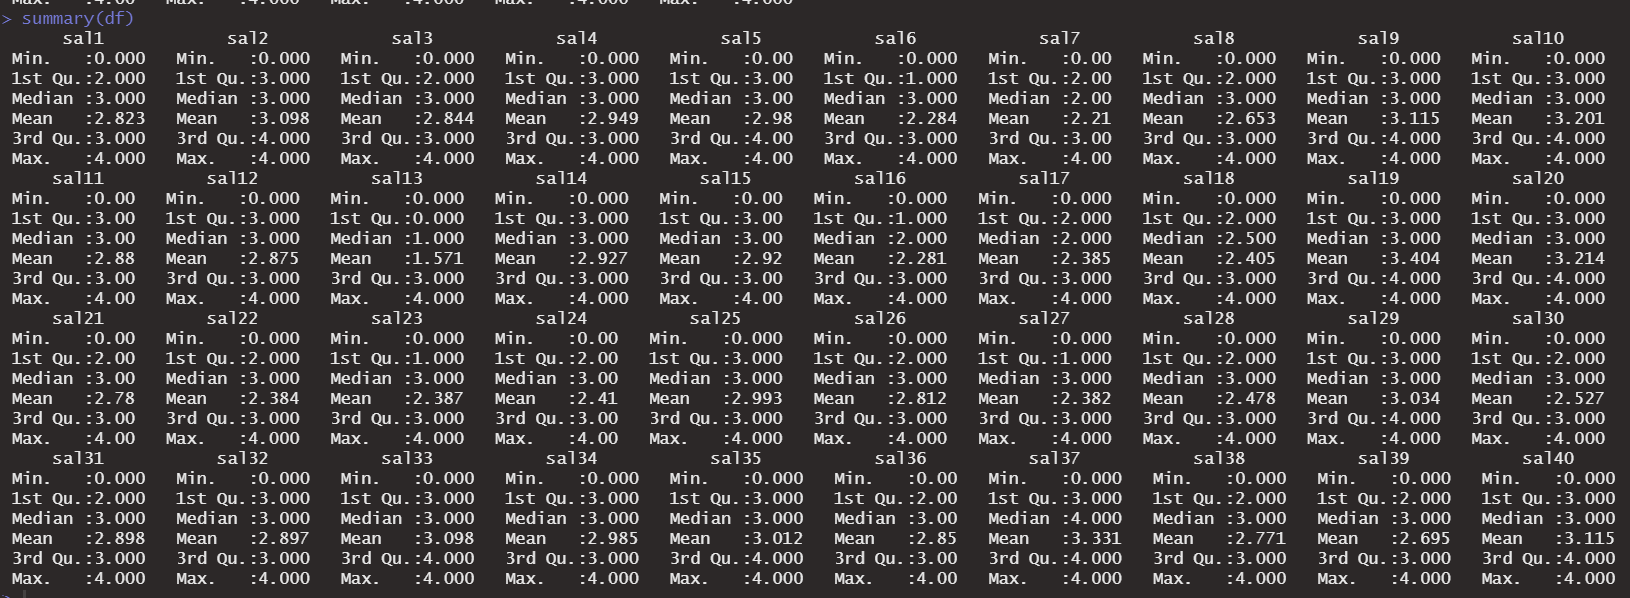 > summary(df)
sal1 sal2 sal3 sal4 sal5 sal6 sal7 sal8 sal9 sal10
Min. :0.000 Min. :0.000 Min. :0.000 Min. :0.000 Min. :0.00 Min. :0.000 Min. :0.00 Min. :0.000 Min. :0.000 Min. :0.000
1st Qu.:2.000 1st Qu.:3.000 1st Qu.:2.000 1st Qu.:3.000 1st Qu.:3.00 1st Qu.:1.000 1st Qu.:2.00 1st Qu.:2.000 1st Qu.:3.000 1st Qu.:3.000
Median :3.000 Median :3.000 Median :3.000 Median :3.000 Median :3.00 Median :3.000 Median :2.00 Median :3.000 Median :3.000 Median :3.000
Mean :2.823 Mean :3.098 Mean :2.844 Mean :2.949 Mean :2.98 Mean :2.284 Mean :2.21 Mean :2.653 Mean :3.115 Mean :3.201
3rd Qu.:3.000 3rd Qu.:4.000 3rd Qu.:3.000 3rd Qu.:3.000 3rd Qu.:4.00 3rd Qu.:3.000 3rd Qu.:3.00 3rd Qu.:3.000 3rd Qu.:4.000 3rd Qu.:4.000
Max. :4.000 Max. :4.000 Max. :4.000 Max. :4.000 Max. :4.00 Max. :4.000 Max. :4.00 Max. :4.000 Max. :4.000 Max. :4.000
sal11 sal12 sal13 sal14 sal15 sal16 sal17 sal18 sal19 sal20
Min. :0.00 Min. :0.000 Min. :0.000 Min. :0.000 Min. :0.00 Min. :0.000 Min. :0.000 Min. :0.000 Min. :0.000 Min. :0.000
1st Qu.:3.00 1st Qu.:3.000 1st Qu.:0.000 1st Qu.:3.000 1st Qu.:3.00 1st Qu.:1.000 1st Qu.:2.000 1st Qu.:2.000 1st Qu.:3.000 1st Qu.:3.000
Median :3.00 Median :3.000 Median :1.000 Median :3.000 Median :3.00 Median :2.000 Median :2.000 Median :2.500 Median :3.000 Median :3.000
Mean :2.88 Mean :2.875 Mean :1.571 Mean :2.927 Mean :2.92 Mean :2.281 Mean :2.385 Mean :2.405 Mean :3.404 Mean :3.214
3rd Qu.:3.00 3rd Qu.:3.000 3rd Qu.:3.000 3rd Qu.:3.000 3rd Qu.:3.00 3rd Qu.:3.000 3rd Qu.:3.000 3rd Qu.:3.000 3rd Qu.:4.000 3rd Qu.:4.000
Max. :4.00 Max. :4.000 Max. :4.000 Max. :4.000 Max. :4.00 Max. :4.000 Max. :4.000 Max. :4.000 Max. :4.000 Max. :4.000
sal21 sal22 sal23 sal24 sal25 sal26 sal27 sal28 sal29 sal30
Min. :0.00 Min. :0.000 Min. :0.000 Min. :0.00 Min. :0.000 Min. :0.000 Min. :0.000 Min. :0.000 Min. :0.000 Min. :0.000
1st Qu.:2.00 1st Qu.:2.000 1st Qu.:1.000 1st Qu.:2.00 1st Qu.:3.000 1st Qu.:2.000 1st Qu.:1.000 1st Qu.:2.000 1st Qu.:3.000 1st Qu.:2.000
Median :3.00 Median :3.000 Median :3.000 Median :3.00 Median :3.000 Median :3.000 Median :3.000 Median :3.000 Median :3.000 Median :3.000
Mean :2.78 Mean :2.384 Mean :2.387 Mean :2.41 Mean :2.993 Mean :2.812 Mean :2.382 Mean :2.478 Mean :3.034 Mean :2.527
3rd Qu.:3.00 3rd Qu.:3.000 3rd Qu.:3.000 3rd Qu.:3.00 3rd Qu.:3.000 3rd Qu.:3.000 3rd Qu.:3.000 3rd Qu.:3.000 3rd Qu.:4.000 3rd Qu.:3.000
Max. :4.00 Max. :4.000 Max. :4.000 Max. :4.00 Max. :4.000 Max. :4.000 Max. :4.000 Max. :4.000 Max. :4.000 Max. :4.000
sal31 sal32 sal33 sal34 sal35 sal36 sal37 sal38 sal39 sal40
Min. :0.000 Min. :0.000 Min. :0.000 Min. :0.000 Min. :0.000 Min. :0.00 Min. :0.000 Min. :0.000 Min. :0.000 Min. :0.000
1st Qu.:2.000 1st Qu.:3.000 1st Qu.:3.000 1st Qu.:3.000 1st Qu.:3.000 1st Qu.:2.00 1st Qu.:3.000 1st Qu.:2.000 1st Qu.:2.000 1st Qu.:3.000
Median :3.000 Median :3.000 Median :3.000 Median :3.000 Median :3.000 Median :3.00 Median :4.000 Median :3.000 Median :3.000 Median :3.000
Mean :2.898 Mean :2.897 Mean :3.098 Mean :2.985 Mean :3.012 Mean :2.85 Mean :3.331 Mean :2.771 Mean :2.695 Mean :3.115
3rd Qu.:3.000 3rd Qu.:3.000 3rd Qu.:4.000 3rd Qu.:3.000 3rd Qu.:4.000 3rd Qu.:3.00 3rd Qu.:4.000 3rd Qu.:3.000 3rd Qu.:3.000 3rd Qu.:4.000
Max. :4.000 Max. :4.000 Max. :4.000 Max. :4.000 Max. :4.000 Max. :4.00 Max. :4.000 Max. :4.000 Max. :4.000 Max. :4.000